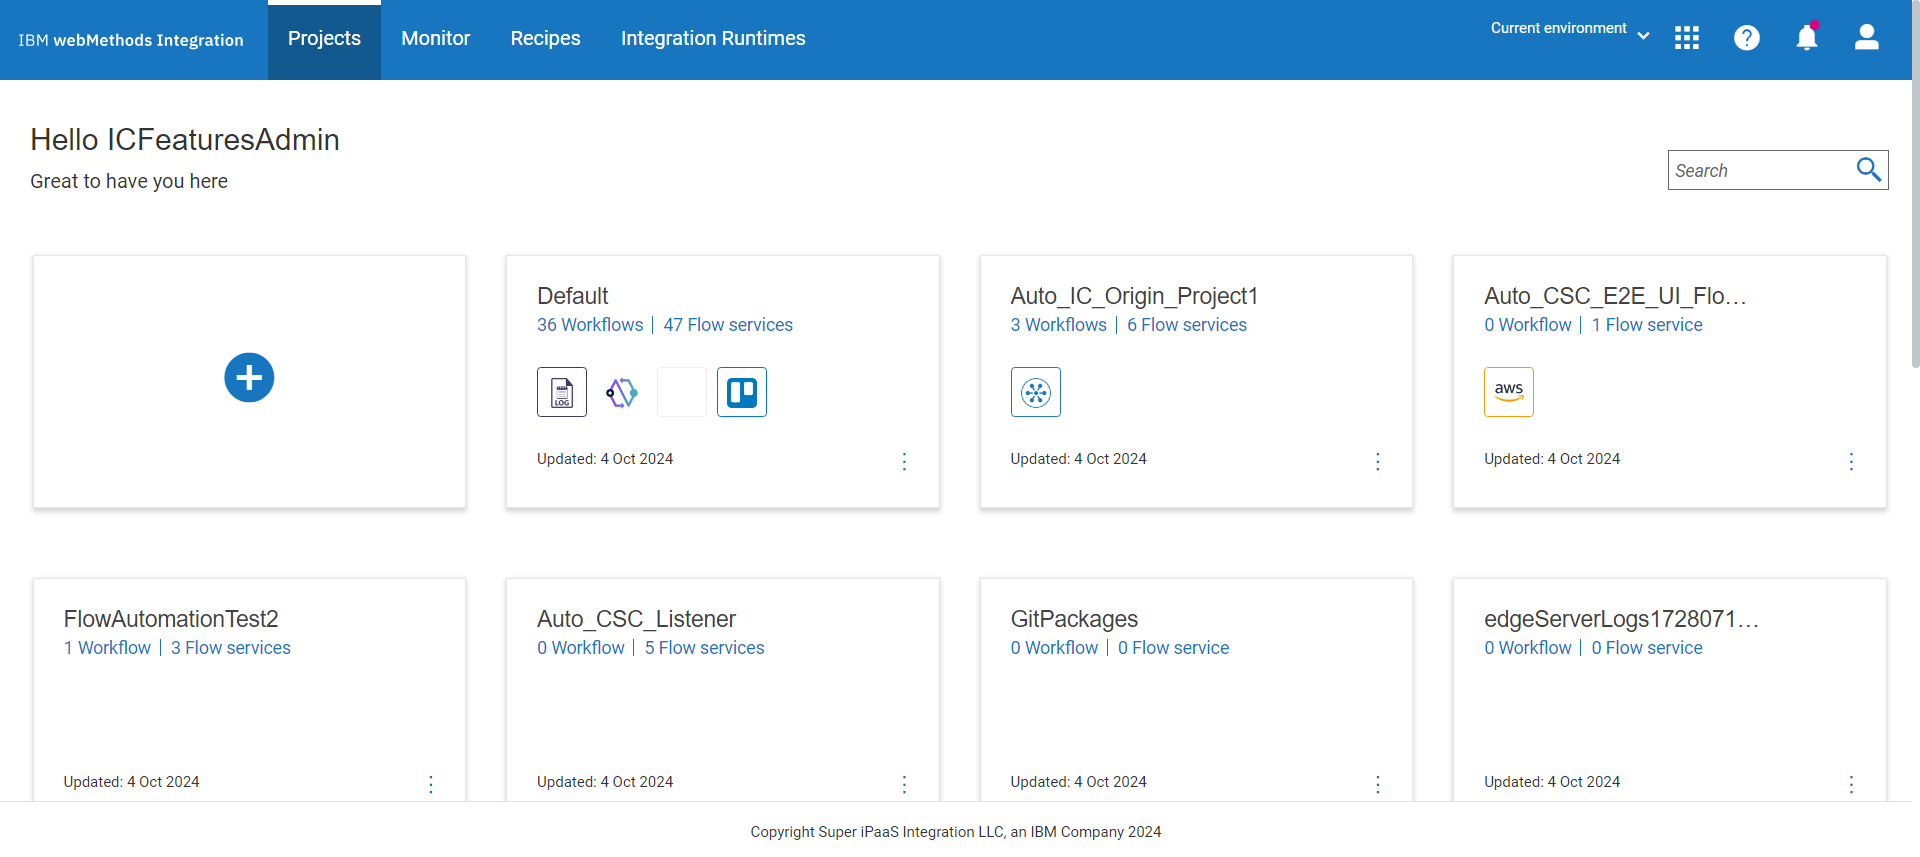 IBM webMethods Integration
Projects
Monitor
Recipes
Integration Runtimes
Current environment
Hello ICFeaturesAdmin
Great to have you here
Search
Default
36 Workflows | 47 Flow services
LOG
Updated: 4 Oct 2024
Auto_IC_Origin_Project1
3 Workflows | 6 Flow services
Updated: 4 Oct 2024
Auto_CSC_E2E_UI_Flo...
0 Workflow | 1 Flow service
aws
Updated: 4 Oct 2024
FlowAutomationTest2
1 Workflow | 3 Flow services
Updated: 4 Oct 2024
Auto_CSC_Listener
0 Workflow | 5 Flow services
Updated: 4 Oct 2024
GitPackages
0 Workflow | 0 Flow service
Updated: 4 Oct 2024
edgeServerLogs1728071...
0 Workflow | 0 Flow service
Updated: 4 Oct 2024
Copyright Super iPaaS Integration LLC, an IBM Company 2024